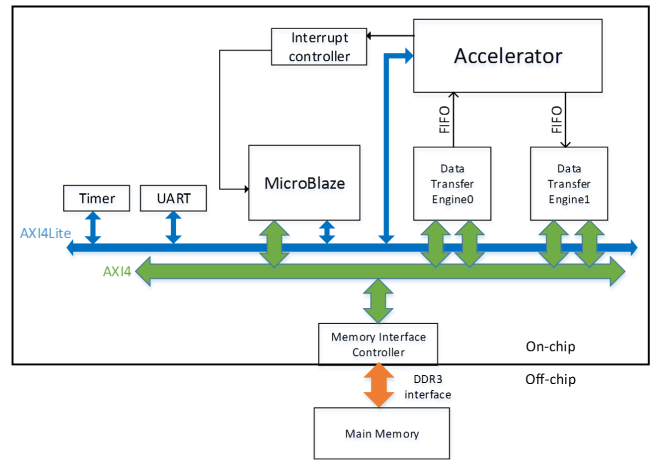 Interrupt
controller
Accelerator
FIFO
FIFO
MicroBlaze
Data
Transfer
Engine0
Data
Transfer
Engine1
Timer
UART
AXI4Lite
AXI4
Memory Interface
Controller
On-chip
Off-chip
DDR3
interface
Main Memory